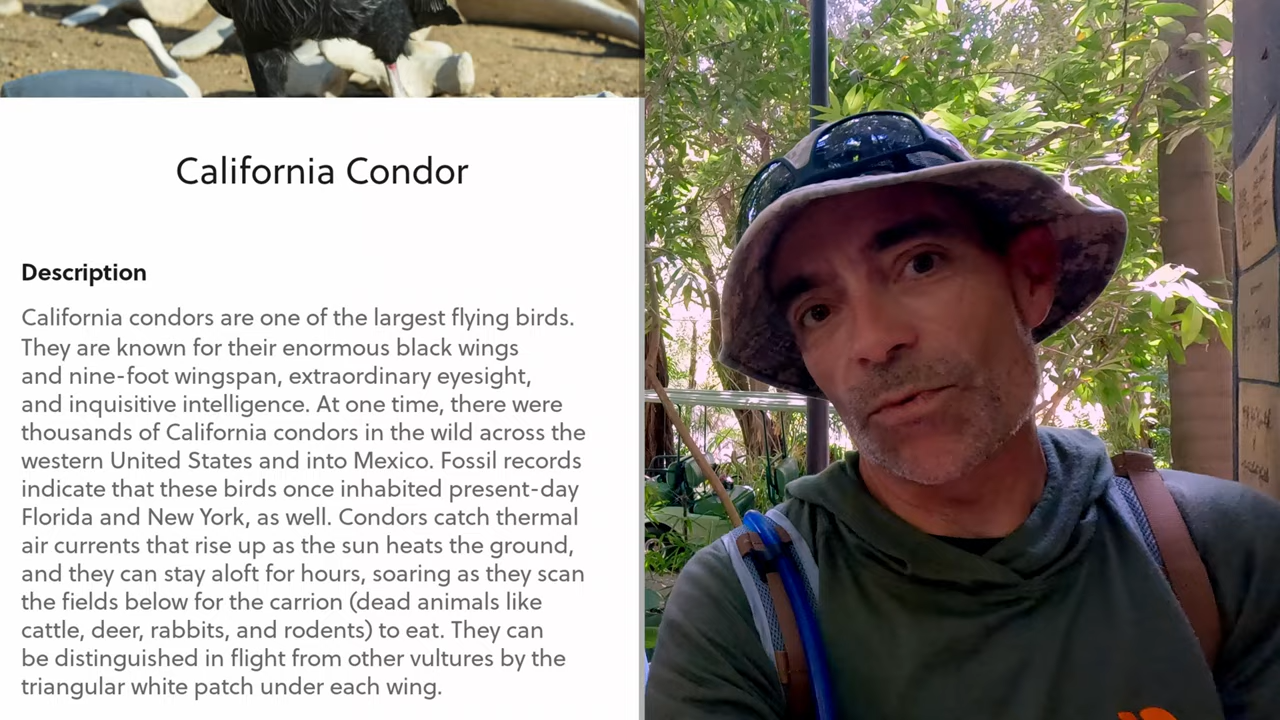 California Condor
Description
California condors are one of the largest flying birds.
They are known for their enormous black wings
and nine-foot wingspan, extraordinary eyesight,
and inquisitive intelligence. At one time, there were
thousands of California condors in the wild across the
western United States and into Mexico. Fossil records
indicate that these birds once inhabited present-day
Florida and New York, as well. Condors catch thermal
air currents that rise up as the sun heats the ground,
and they can stay aloft for hours, soaring as they scan
the fields below for the carrion (dead animals like
cattle, deer, rabbits, and rodents) to eat. They can
be distinguished in flight from other vultures by the
triangular white patch under each wing.